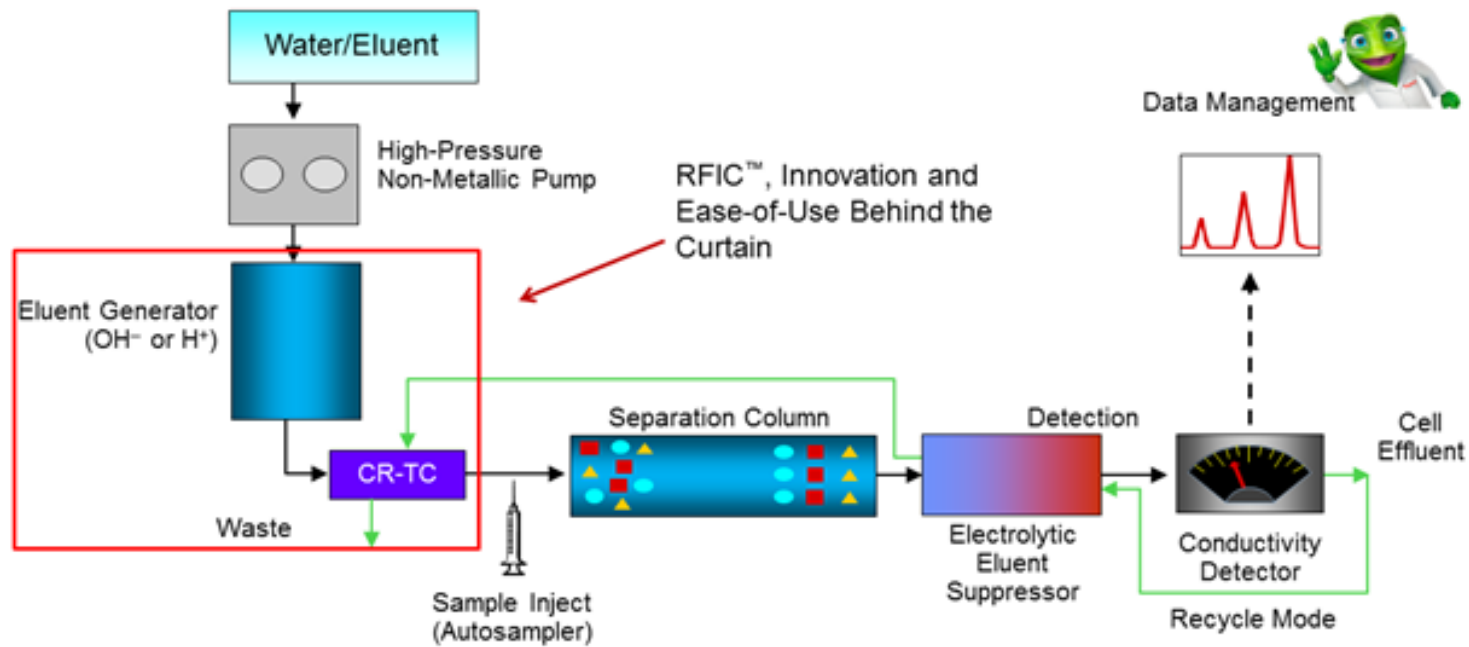 Water/Eluent
High-Pressure
Non-Metallic Pump
Data Management
RFIC™, Innovation and
Ease-of-Use Behind the
Curtain
Eluent Generator
(OH⁻ or H⁺)
CR-TC
Waste
Sample Inject
(Autosampler)
Separation Column
Detection
Electrolytic
Eluent
Suppressor
Conductivity
Detector
Cell
Effluent
Recycle Mode